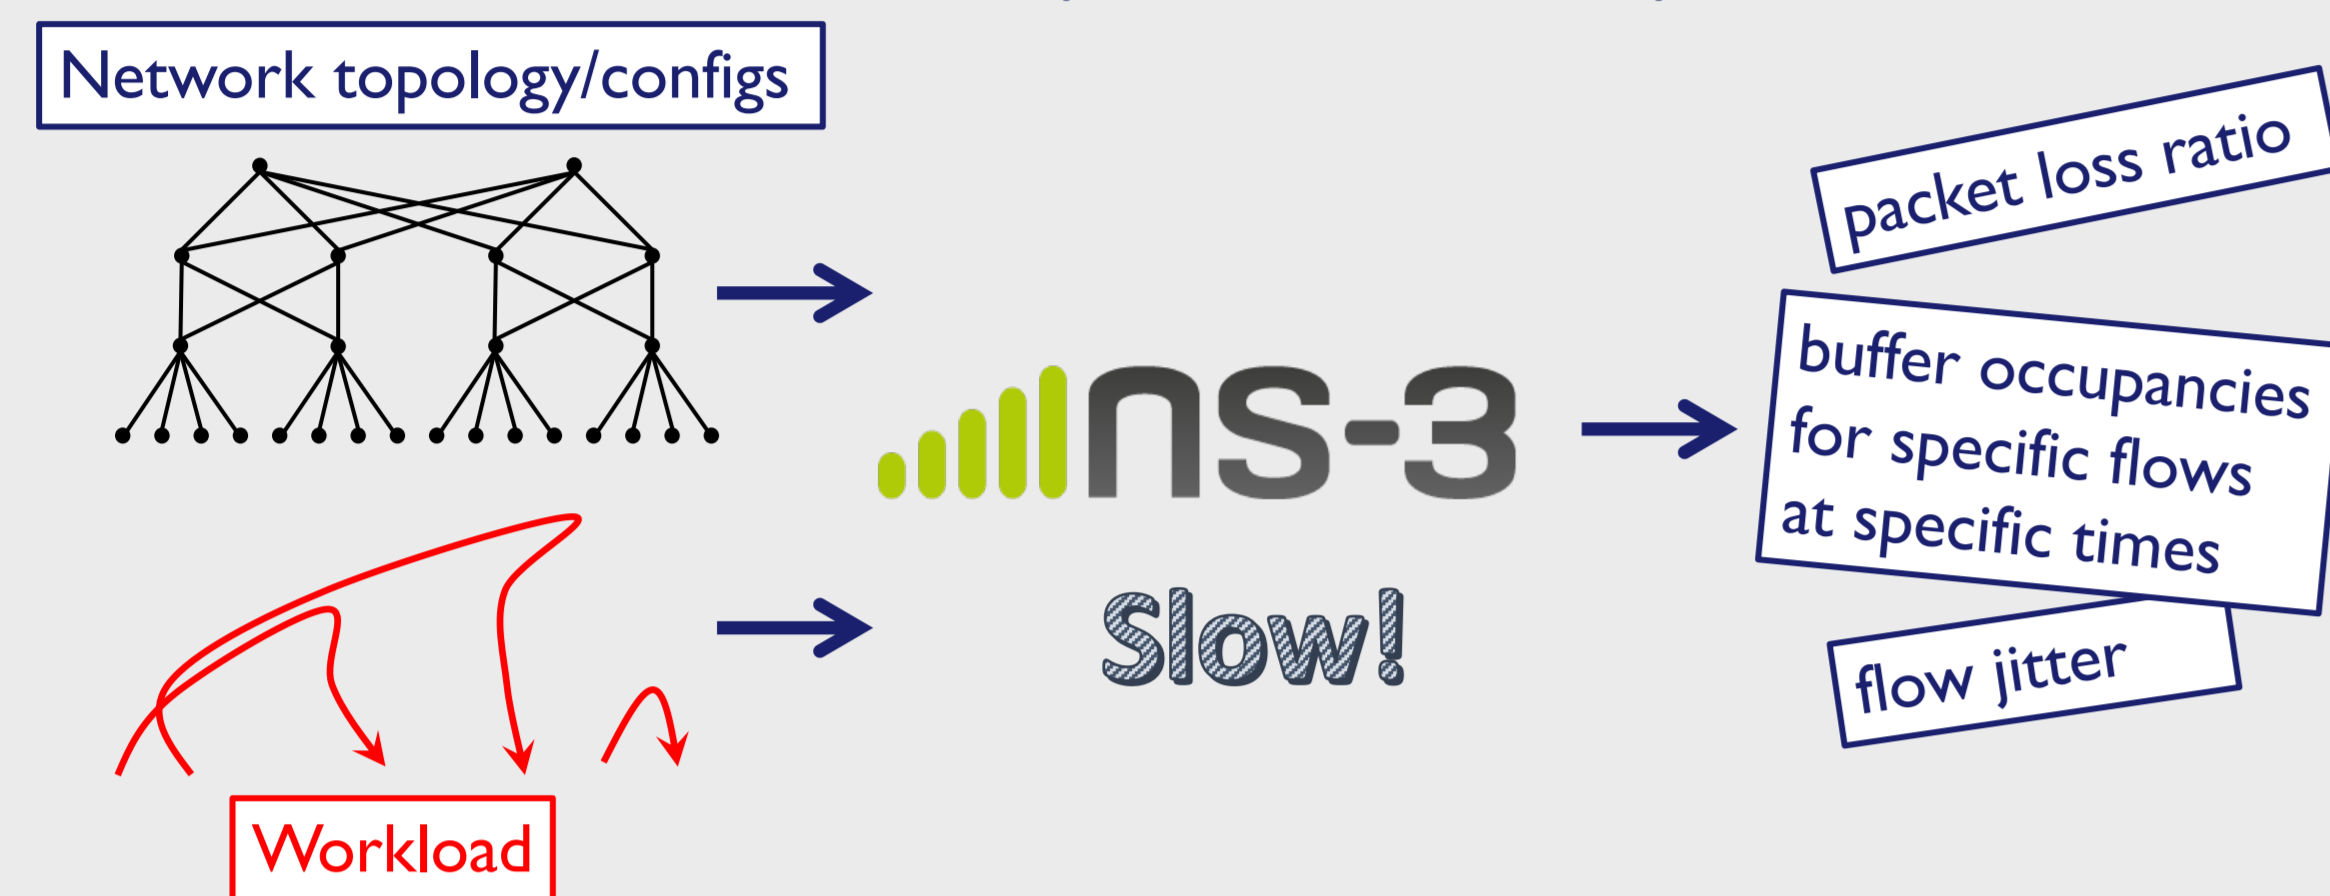 Network topology/configs
packet loss ratio
buffer occupancies
for specific flows
at specific times
ns-3
Slow!
flow jitter
Workload